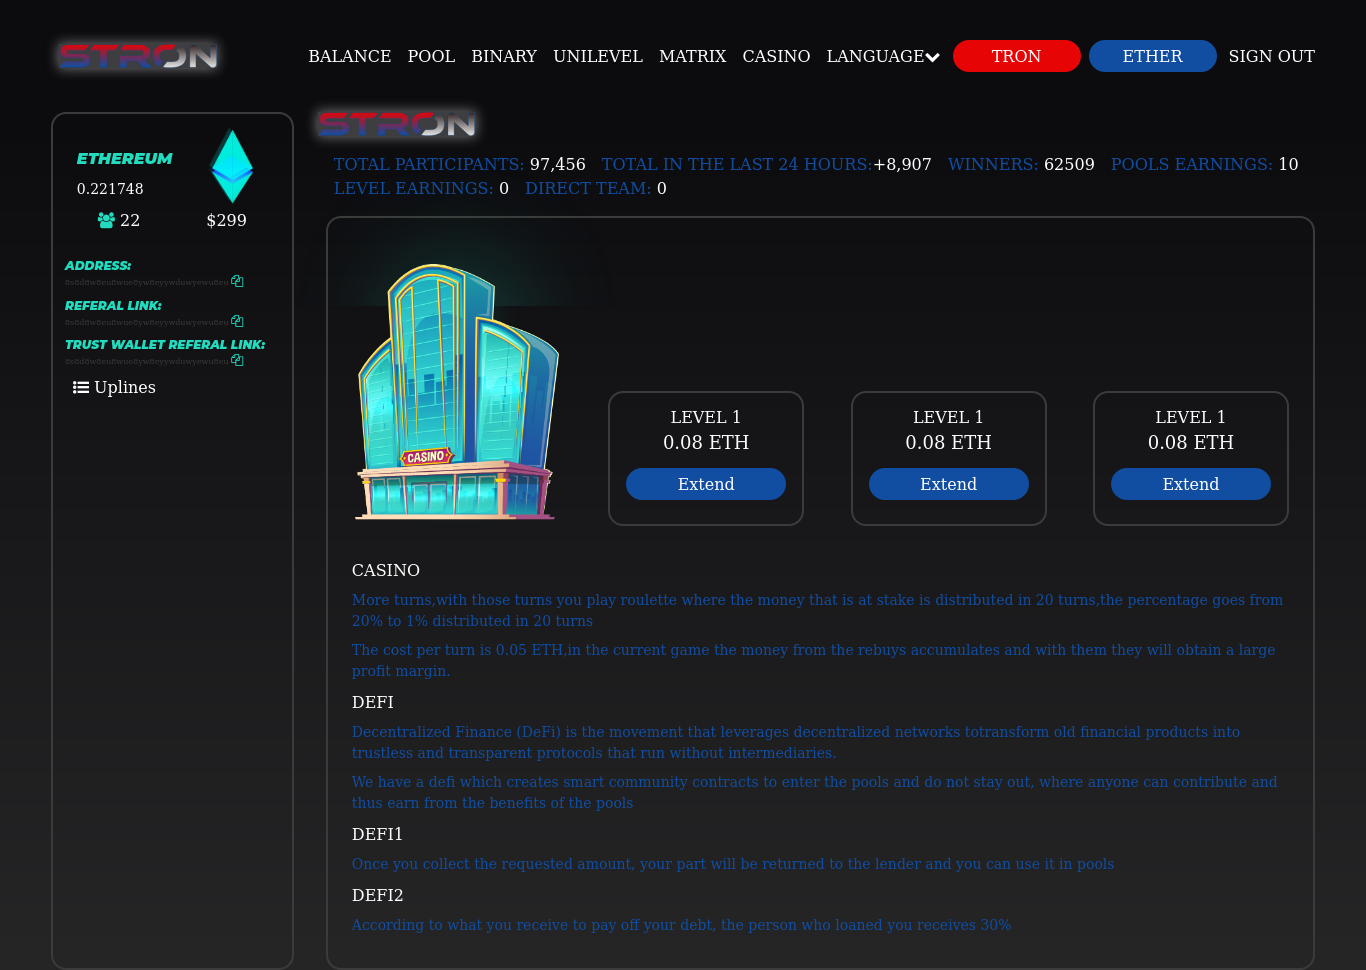 STRON
BALANCE POOL BINARY UNILEVEL MATRIX CASINO LANGUAGE TRON ETHER SIGN OUT
ETHEREUM
0.221748
22 $299
ADDRESS:
REFERAL LINK:
TRUST WALLET REFERAL LINK:
Uplines
STRON
TOTAL PARTICIPANTS: 97,456 TOTAL IN THE LAST 24 HOURS:+8,907 WINNERS: 62509 POOLS EARNINGS: 10
LEVEL EARNINGS: 0 DIRECT TEAM: 0
CASINO
LEVEL 1 LEVEL 1 LEVEL 1
0.08 ETH 0.08 ETH 0.08 ETH
Extend Extend Extend
CASINO
More turns,with those turns you play roulette where the money that is at stake is distributed in 20 turns,the percentage goes from
20% to 1% distributed in 20 turns
The cost per turn is 0.05 ETH,in the current game the money from the rebuys accumulates and with them they will obtain a large
profit margin.
DEFI
Decentralized Finance (DeFi) is the movement that leverages decentralized networks totransform old financial products into
trustless and transparent protocols that run without intermediaries.
We have a defi which creates smart community contracts to enter the pools and do not stay out, where anyone can contribute and
thus earn from the benefits of the pools
DEFI1
Once you collect the requested amount, your part will be returned to the lender and you can use it in pools
DEFI2
According to what you receive to pay off your debt, the person who loaned you receives 30%